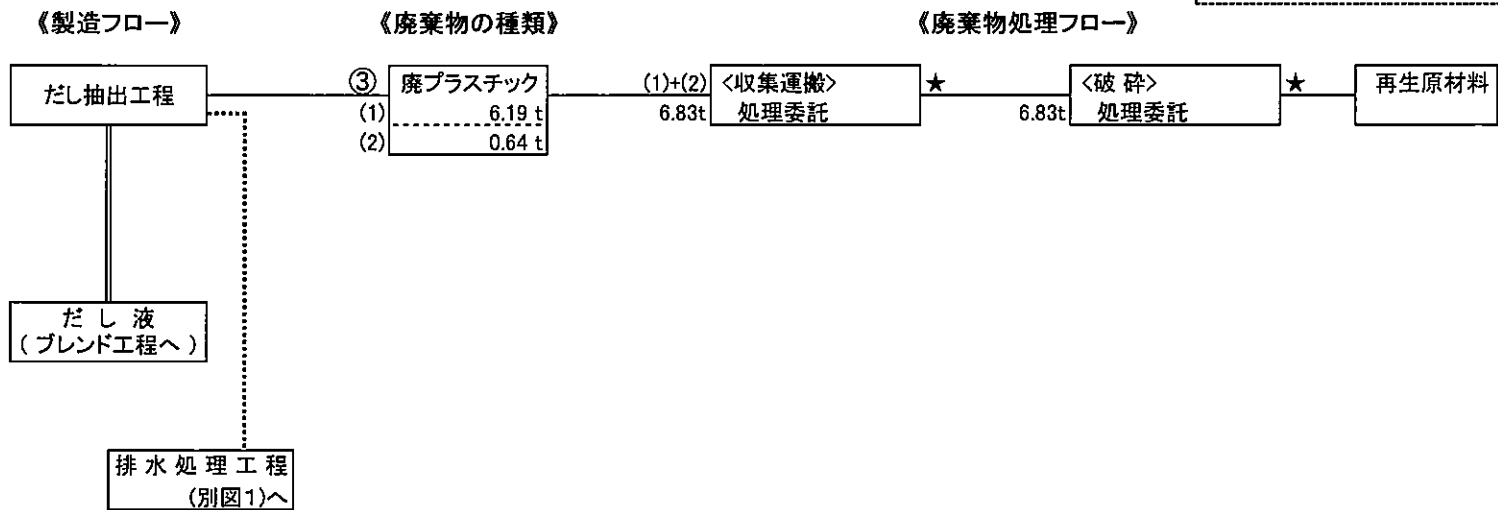 《製造フロー》
《廃棄物の種類》
《廃棄物処理フロー》
だし抽出工程
③
廃プラスチック
(1)
6.19 t
(2)
0.64 t
(1)+(2)
6.83t
<収集運搬>
処理委託
★
6.83t
<破 砕>
処理委託
★
再生原材料
だ し 液
(ブレンド工程へ)
排 水 処 理 工 程
(別図1)へ